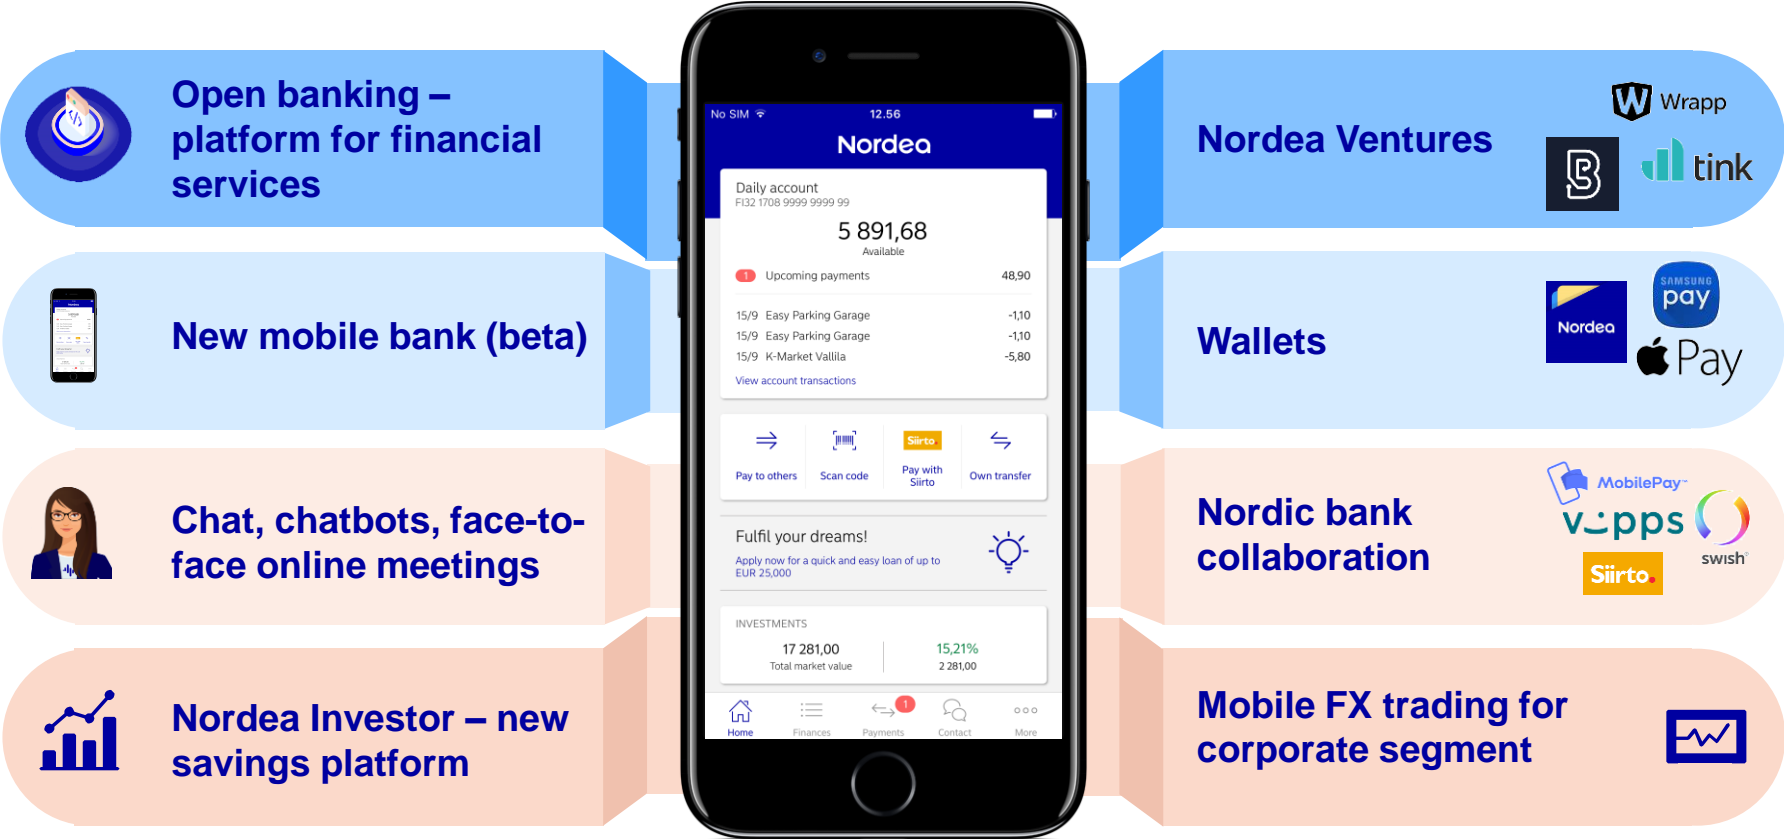 Open banking –
platform for financial
services
New mobile bank (beta)
Chat, chatbots, face-to-
face online meetings
Nordea Investor – new
savings platform
No SIM
12.56
Nordea
Daily account
FI32 1708 9999 9999 99
5 891,68
Available
1 Upcoming payments 48,90
15/9 Easy Parking Garage -1,10
15/9 Easy Parking Garage -1,10
15/9 K-Market Vallila -5,80
View account transactions
Siirto.
Pay to others
Scan code
Pay with
Siirto
Own transfer
Fulfil your dreams!
Apply now for a quick and easy loan of up to
EUR 25,000
INVESTMENTS
17 281,00
Total market value
15,21%
2 281,00
1
Home
Finances
Payments
Contact
More
Nordea Ventures
Wrapp
B
tink
Wallets
Nordea
SAMSUNG
pay
Pay
Nordic bank
collaboration
MobilePay™
vipps
swish®
Siirto.
Mobile FX trading for
corporate segment